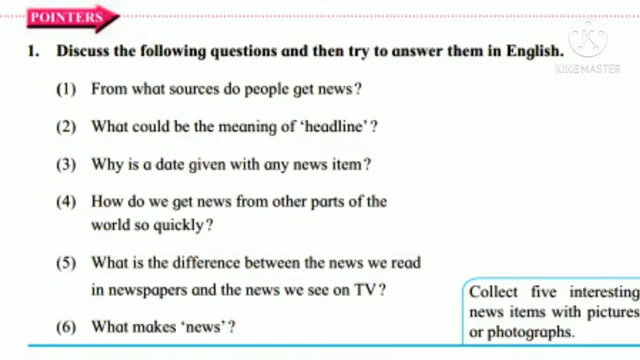 POINTERS
1. Discuss the following questions and then try to answer them in English.
KINEMASTER
(1) From what sources do people get news?
(2) What could be the meaning of ‘headline’?
(3) Why is a date given with any news item?
(4) How do we get news from other parts of the
world so quickly?
(5) What is the difference between the news we read
in newspapers and the news we see on TV?
(6) What makes ‘news’?
Collect five interesting
news items with pictures
or photographs.